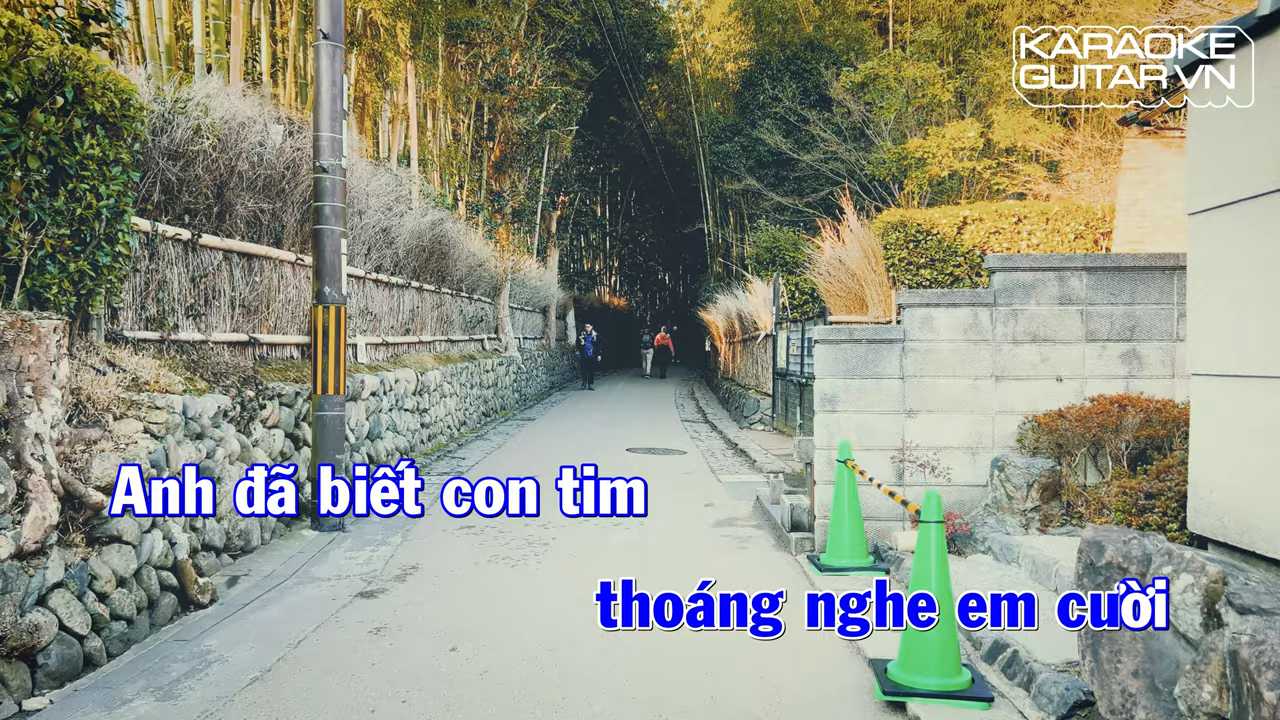 KARAOKE
GUITAR VN
Anh đã biết con tim
thoáng nghe em cười